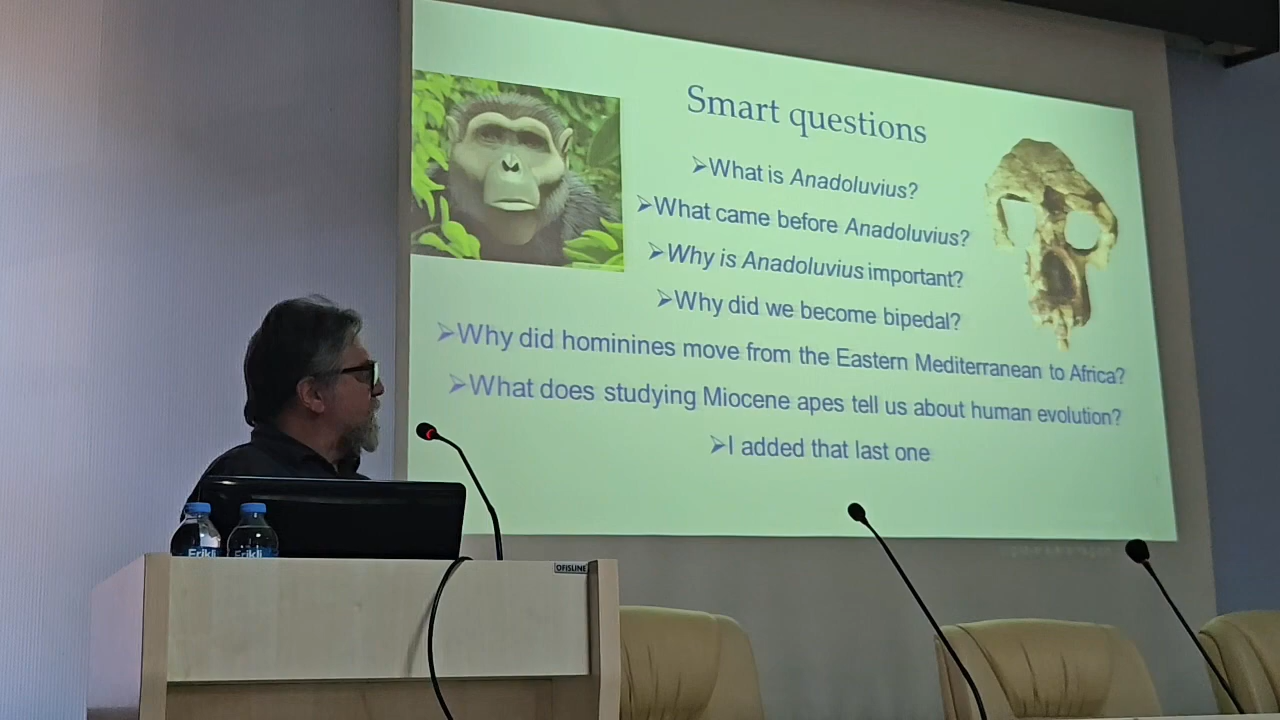 Smart questions
➢What is Anadoluvius?
➢What came before Anadoluvius?
➢Why is Anadoluvius important?
➢Why did we become bipedal?
➢Why did hominines move from the Eastern Mediterranean to Africa?
➢What does studying Miocene apes tell us about human evolution?
➢I added that last one
Erikli Erikli
OFISLINE